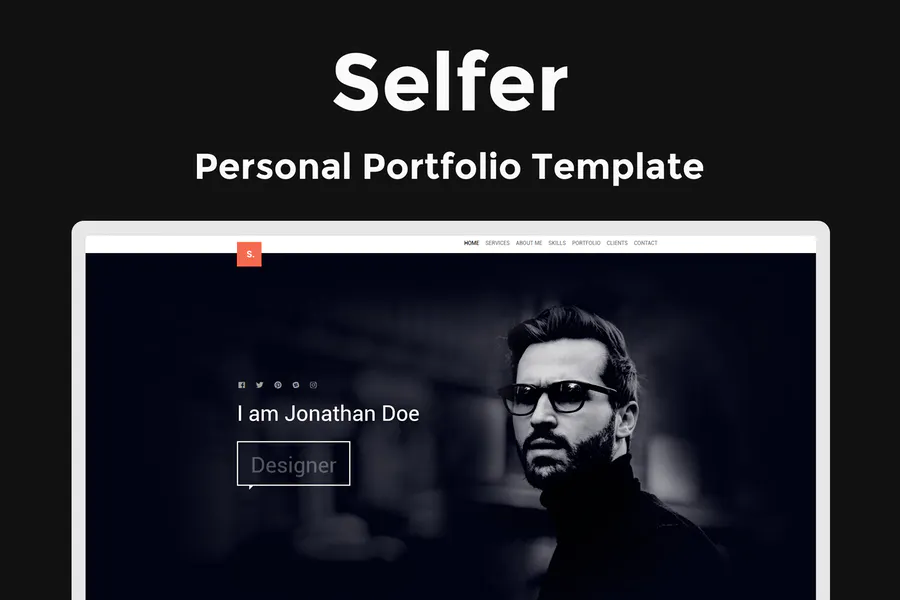 Selfer
Personal Portfolio Template
S.
HOME SERVICES ABOUT ME SKILLS PORTFOLIO CLIENTS CONTACT
I am Jonathan Doe
Designer